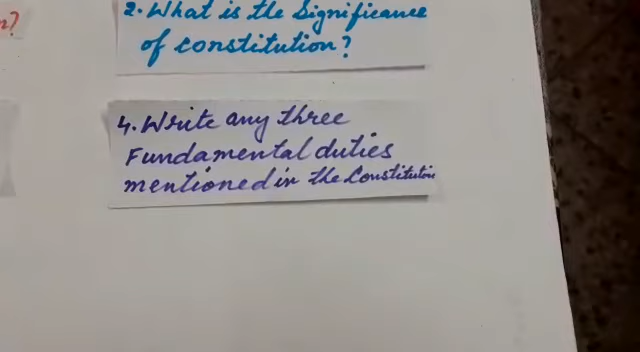 n?
2. What is the Significance
of constitution?
4. Write any three
Fundamental duties
mentioned in the Constitution